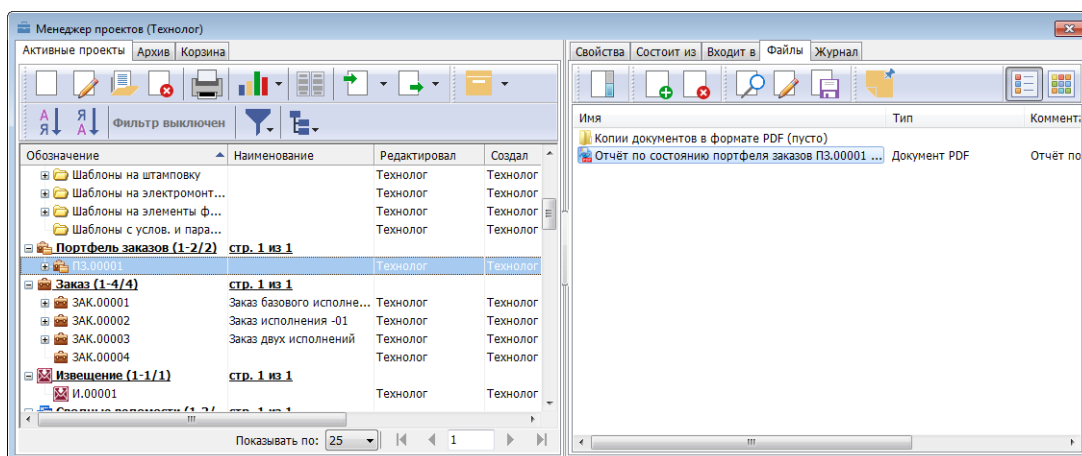 Менеджер проектов (Технолог)
Активные проекты Архив Корзина
Фильтр выключен
Обозначение Наименование Редактировал Создал
Шаблоны на штамповку Технолог Технолог
Шаблоны на электромонт... Технолог Технолог
Шаблоны на элементы ф... Технолог Технолог
Шаблоны с услов. и пара... Технолог Технолог
Портфель заказов (1-2/2) стр. 1 из 1
ПЗ.00001 Технолог Технолог
Заказ (1-4/4) стр. 1 из 1
ЗАК.00001 Заказ базового исполне... Технолог Технолог
ЗАК.00002 Заказ исполнения -01 Технолог Технолог
ЗАК.00003 Заказ двух исполнений Технолог Технолог
ЗАК.00004 Технолог Технолог
Извещение (1-1/1) стр. 1 из 1
И.00001 Технолог Технолог
Показывать по: 25 1
Свойства Состоит из Входит в Файлы Журнал
Имя Тип Коммента
Копии документов в формате PDF (пусто)
Отчёт по состоянию портфеля заказов ПЗ.00001 ... Документ PDF Отчёт по